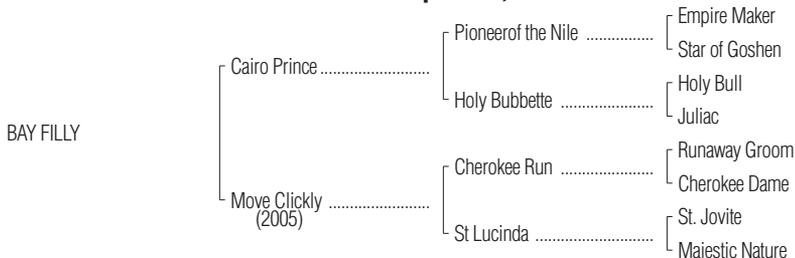 Empire Maker
Pioneerof the Nile ................
Star of Goshen
Cairo Prince ..........................
Holy Bull
Holy Bubbette ......................
Juliac
BAY FILLY
Runaway Groom
Cherokee Run ......................
Cherokee Dame
Move Clickly ........................
(2005)
St. Jovite
St Lucinda ............................
Majestic Nature